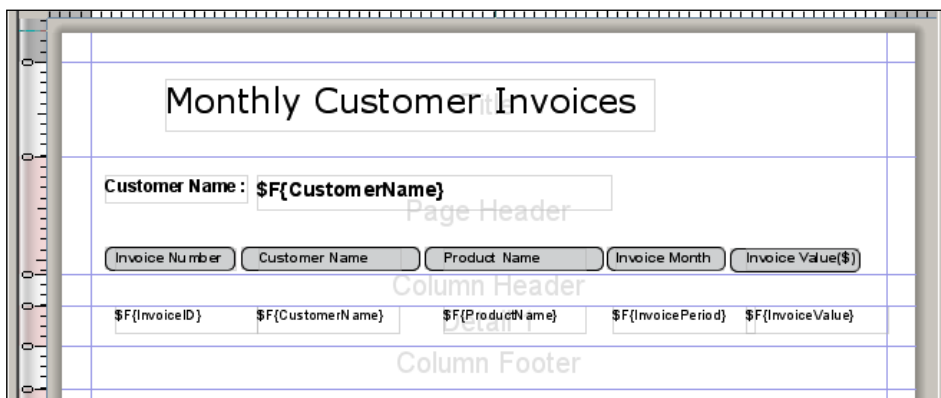 Monthly Customer Invoices
Title
Customer Name :
$F{CustomerName}
Page Header
Invoice Number Customer Name Product Name Invoice Month Invoice Value($)
Column Header
$F{InvoiceID} $F{CustomerName} $F{ProductName} $F{InvoicePeriod} $F{InvoiceValue}
Detail 1
Column Footer